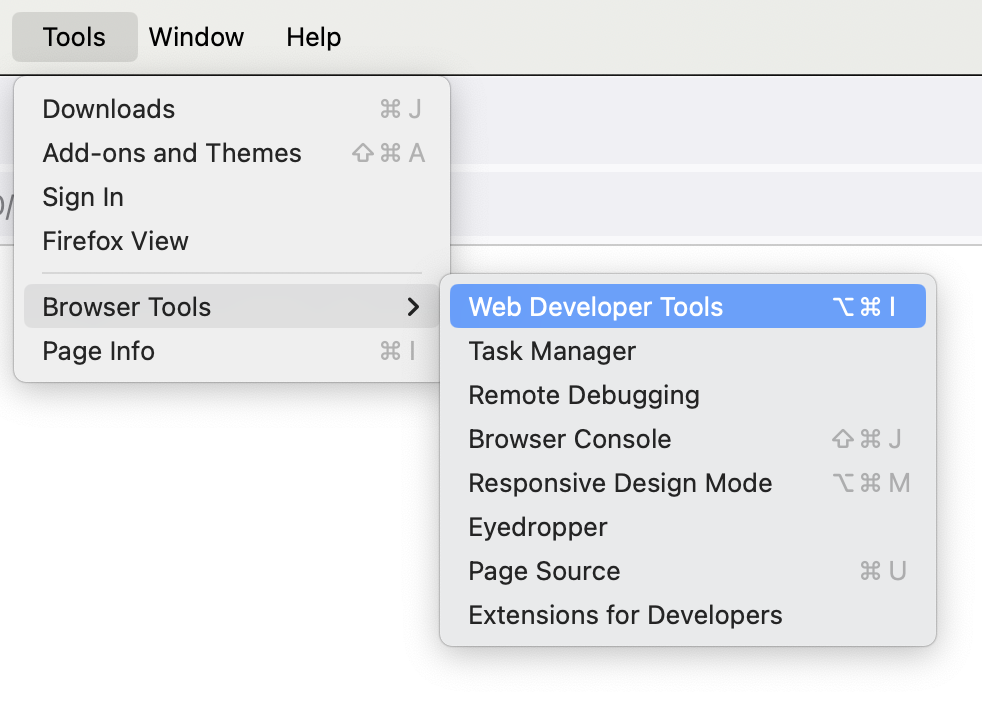 Tools Window Help
Downloads ⌘ J
Add-ons and Themes ⇧ ⌘ A
Sign In
Firefox View
Browser Tools
Page Info ⌘ I
Web Developer Tools ⌥ ⌘ I
Task Manager
Remote Debugging
Browser Console ⇧ ⌘ J
Responsive Design Mode ⌥ ⌘ M
Eyedropper
Page Source ⌘ U
Extensions for Developers